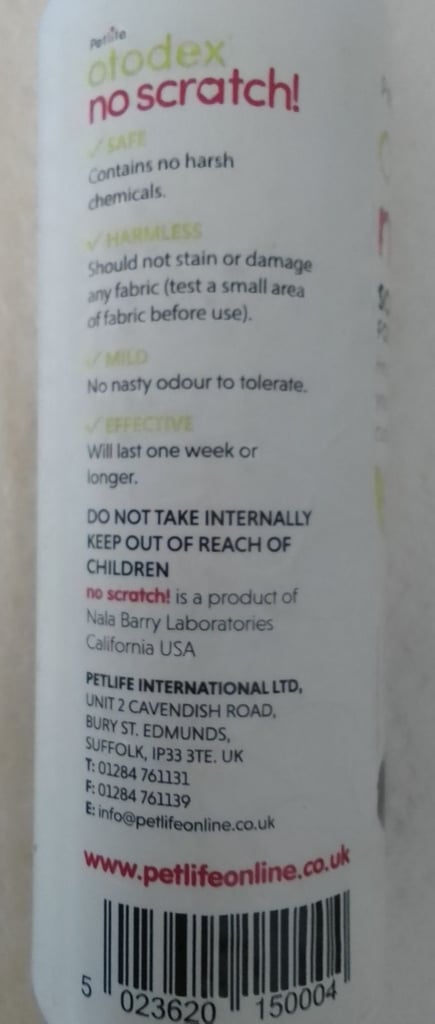 Petlife
otodex
no scratch!
✓ SAFE
Contains no harsh
chemicals.
✓ HARMLESS
Should not stain or damage
any fabric (test a small area
of fabric before use).
✓ MILD
No nasty odour to tolerate.
✓ EFFECTIVE
Will last one week or
longer.
DO NOT TAKE INTERNALLY
KEEP OUT OF REACH OF
CHILDREN
no scratch! is a product of
Nala Barry Laboratories
California USA
PETLIFE INTERNATIONAL LTD,
UNIT 2 CAVENDISH ROAD,
BURY ST. EDMUNDS,
SUFFOLK, IP33 3TE. UK
T: 01284 761131
F: 01284 761139
E: info@petlifeonline.co.uk
www.petlifeonline.co.uk
5 023620 150004